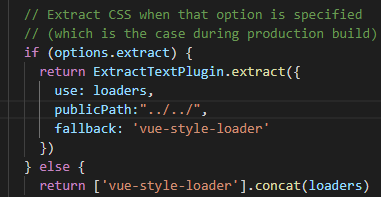 // Extract CSS when that option is specified
// (which is the case during production build)
if (options.extract) {
return ExtractTextPlugin.extract({
use: loaders,
publicPath:"../../",
fallback: 'vue-style-loader'
})
} else {
return ['vue-style-loader'].concat(loaders)